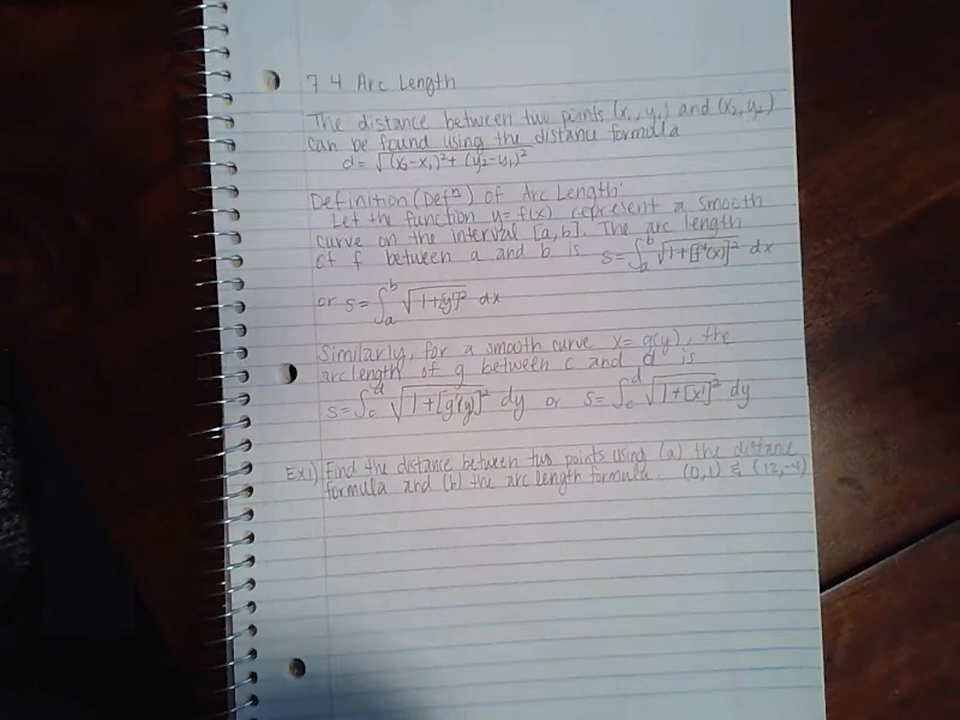 7 4 Arc Length
The distance between two points (x₁, y₁) and (x₂, y₂)
can be found using the distance formula
d = √(x₂-x₁)²+(y₂-y₁)²
Definition (Defⁿ) of Arc Length:
Let the function y = f(x) represent a smooth
curve on the interval [a,b]. The arc length
of f between a and b is s = ∫ₐᵇ √1+[f'(x)]² dx
or s = ∫ₐᵇ √1+[y']² dx
Similarly, for a smooth curve x = g(y), the
arclength of g between c and d is
s = ∫_c^d √1+[g'(y)]² dy or s = ∫_c^d √1+[x']² dy
Ex1) Find the distance between two points using (a) the distance
formula and (b) the arc length formula. (0,1) & (12,-4)